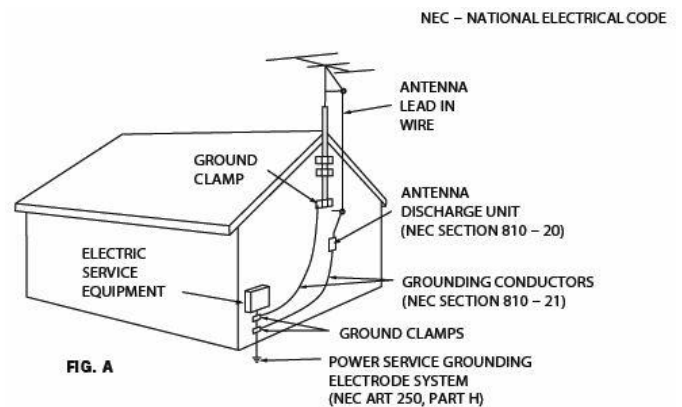 NEC – NATIONAL ELECTRICAL CODE
ANTENNA
LEAD IN
WIRE
GROUND
CLAMP
ANTENNA
DISCHARGE UNIT
(NEC SECTION 810 – 20)
ELECTRIC
SERVICE
EQUIPMENT
GROUNDING CONDUCTORS
(NEC SECTION 810 – 21)
GROUND CLAMPS
FIG. A
POWER SERVICE GROUNDING
ELECTRODE SYSTEM
(NEC ART 250, PART H)